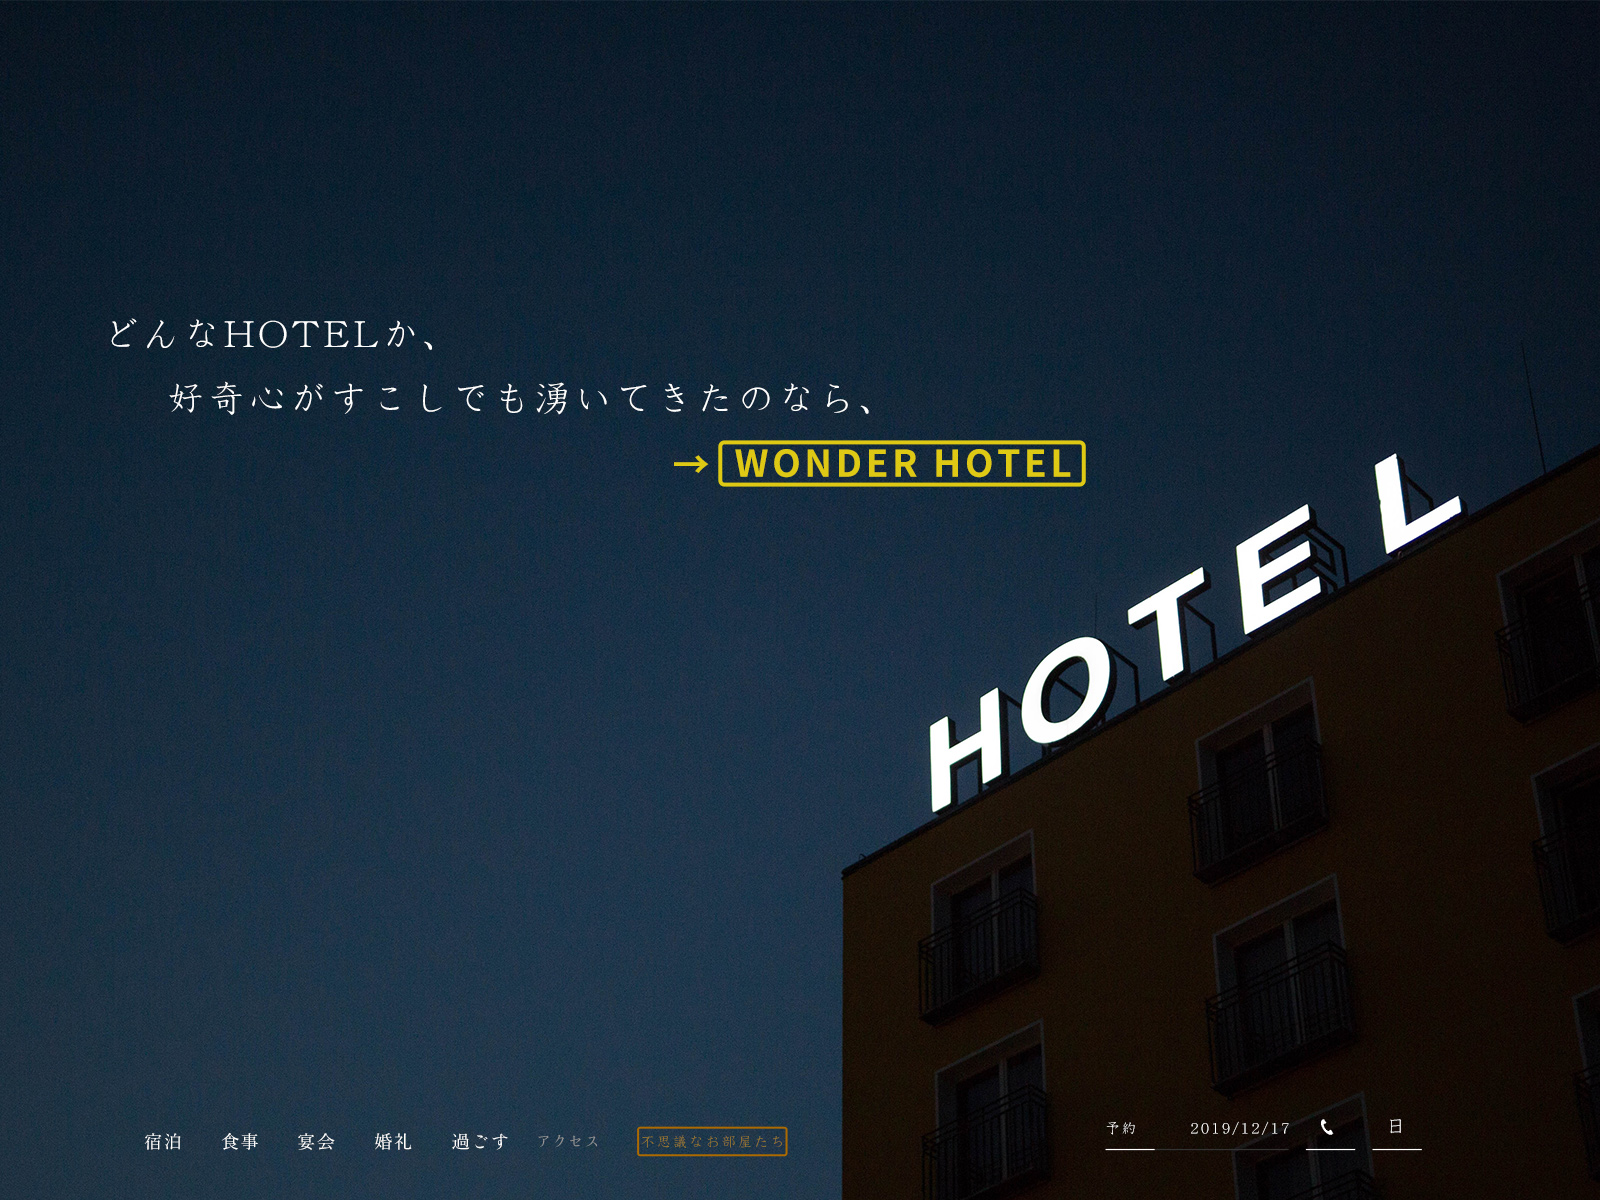 どんなHOTELか、
好奇心がすこしでも湧いてきたのなら、
→ WONDER HOTEL
HOTEL
宿泊 食事 宴会 婚礼 過ごす アクセス 不思議なお部屋たち
予約 2019/12/17 日